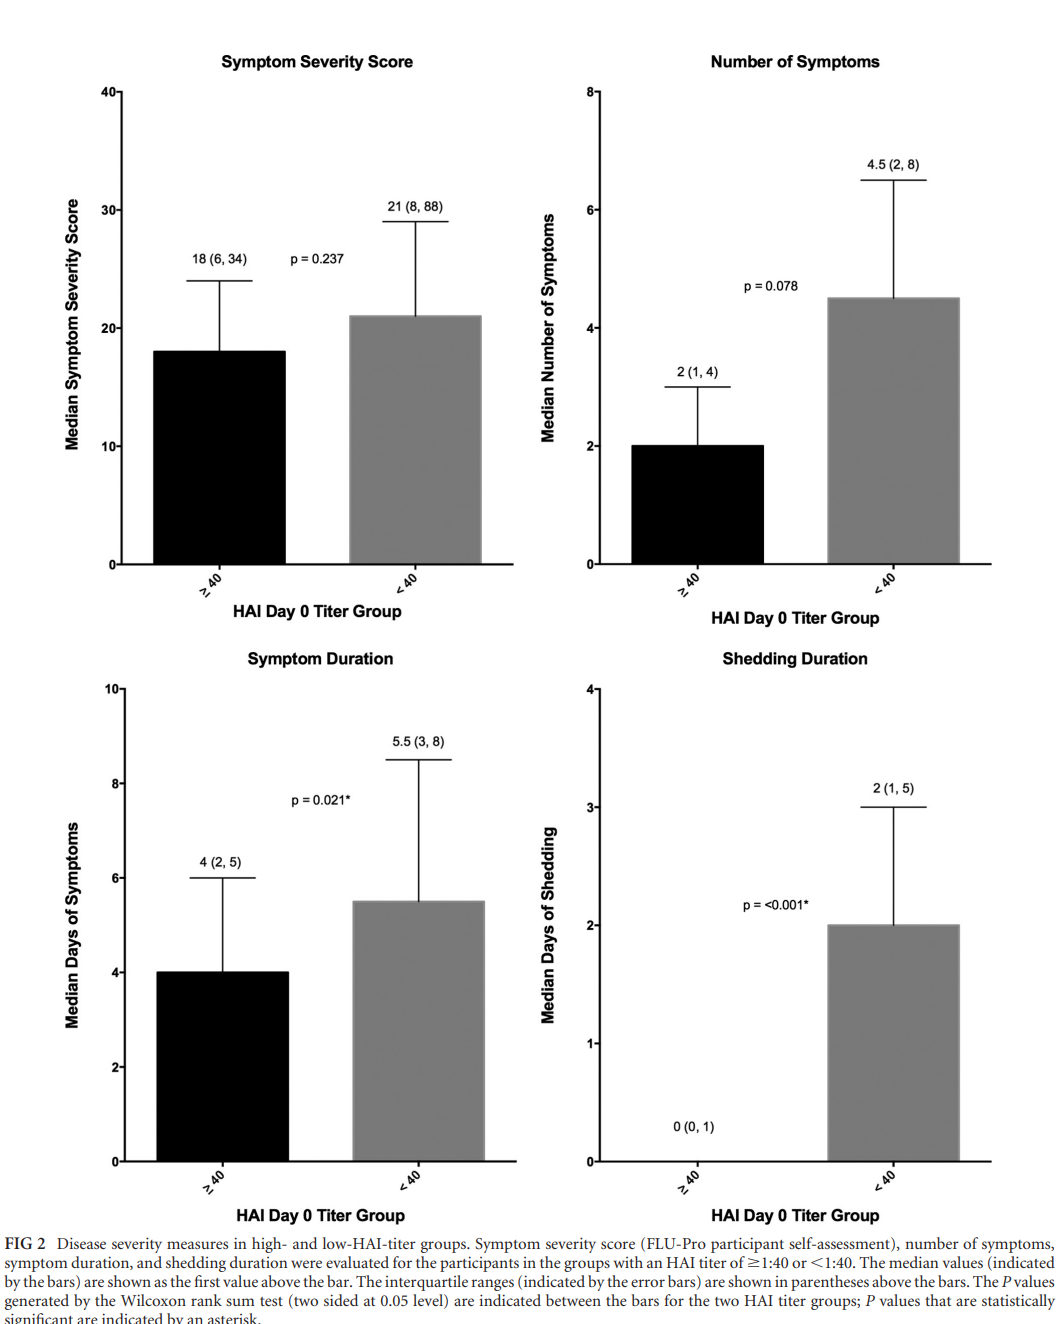 Symptom Severity Score
40
30
20
10
0
Median Symptom Severity Score
18 (6, 34)
p = 0.237
21 (8, 88)
≥ 40
< 40
HAI Day 0 Titer Group
Number of Symptoms
8
6
4
2
0
Median Number of Symptoms
2 (1, 4)
p = 0.078
4.5 (2, 8)
≥ 40
< 40
HAI Day 0 Titer Group
Symptom Duration
10
8
6
4
2
0
Median Days of Symptoms
4 (2, 5)
p = 0.021*
5.5 (3, 8)
≥ 40
< 40
HAI Day 0 Titer Group
Shedding Duration
4
3
2
1
0
Median Days of Shedding
0 (0, 1)
p = <0.001*
2 (1, 5)
≥ 40
< 40
HAI Day 0 Titer Group
FIG 2 Disease severity measures in high- and low-HAI-titer groups. Symptom severity score (FLU-Pro participant self-assessment), number of symptoms,
symptom duration, and shedding duration were evaluated for the participants in the groups with an HAI titer of ≥1:40 or <1:40. The median values (indicated
by the bars) are shown as the first value above the bar. The interquartile ranges (indicated by the error bars) are shown in parentheses above the bars. The P values
generated by the Wilcoxon rank sum test (two sided at 0.05 level) are indicated between the bars for the two HAI titer groups; P values that are statistically
significant are indicated by an asterisk.